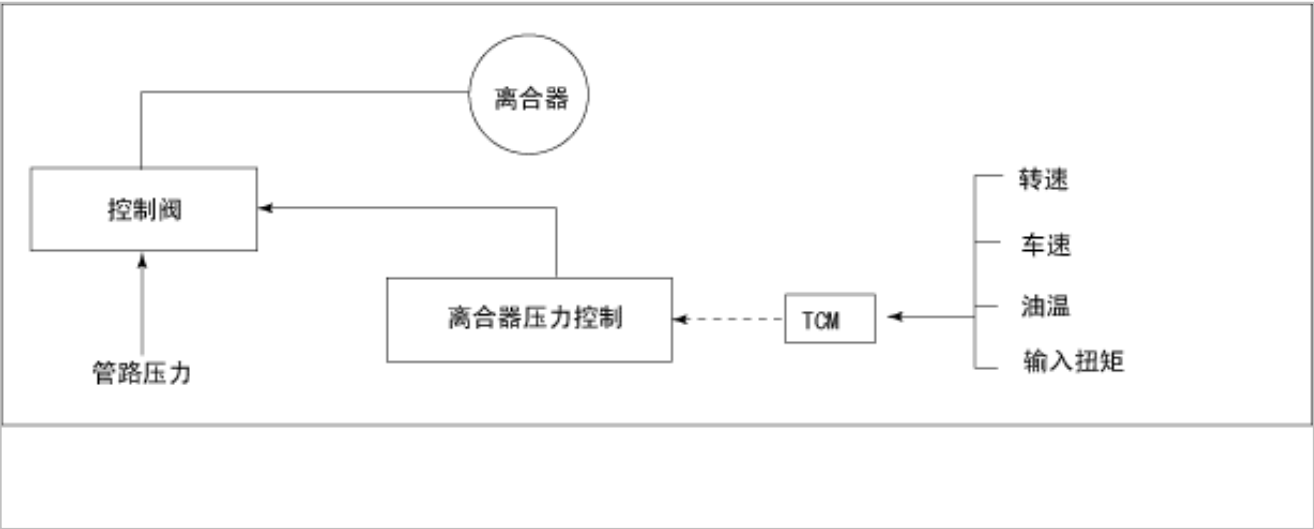 离合器
转速
控制阀
车速
油温
离合器压力控制
TCM
输入扭矩
管路压力